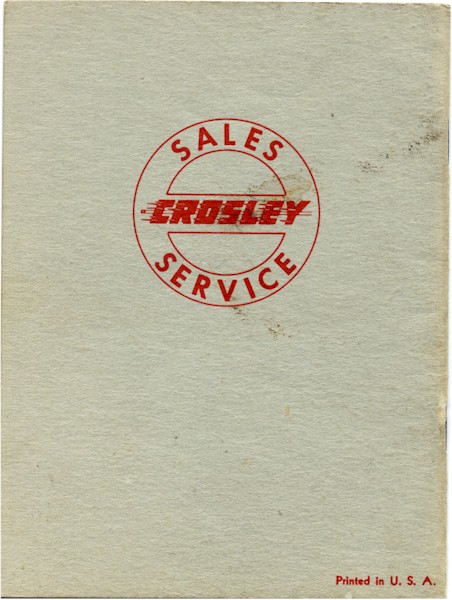 SALES
CROSLEY
SERVICE
Printed in U. S. A.